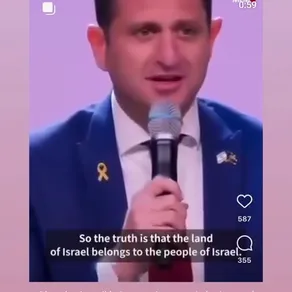 0:59
587
So the truth is that the land
of Israel belongs to the people of Israel.
355